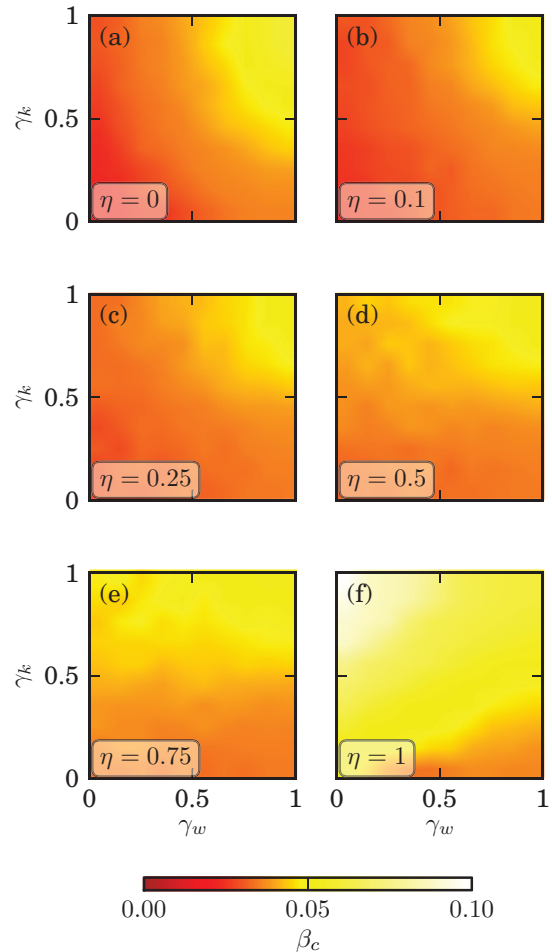 1
(a)
(b)
γk
0.5
η = 0
η = 0.1
0
1
(c)
(d)
γk
0.5
η = 0.25
η = 0.5
0
1
(e)
(f)
γk
0.5
η = 0.75
η = 1
0
0 0.5 1 0 0.5 1
γw γw
0.00 0.05 0.10
βc